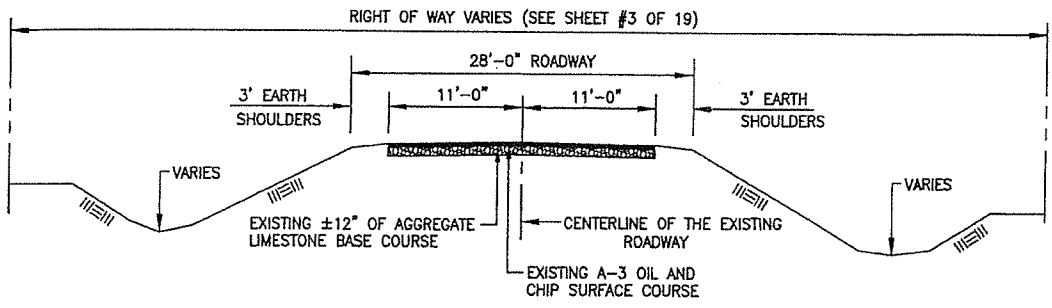 RIGHT OF WAY VARIES (SEE SHEET #3 OF 19)
28'-0" ROADWAY
11'-0"
11'-0"
3' EARTH
SHOULDERS
3' EARTH
SHOULDERS
VARIES
VARIES
EXISTING ±12" OF AGGREGATE
LIMESTONE BASE COURSE
CENTERLINE OF THE EXISTING
ROADWAY
EXISTING A-3 OIL AND
CHIP SURFACE COURSE